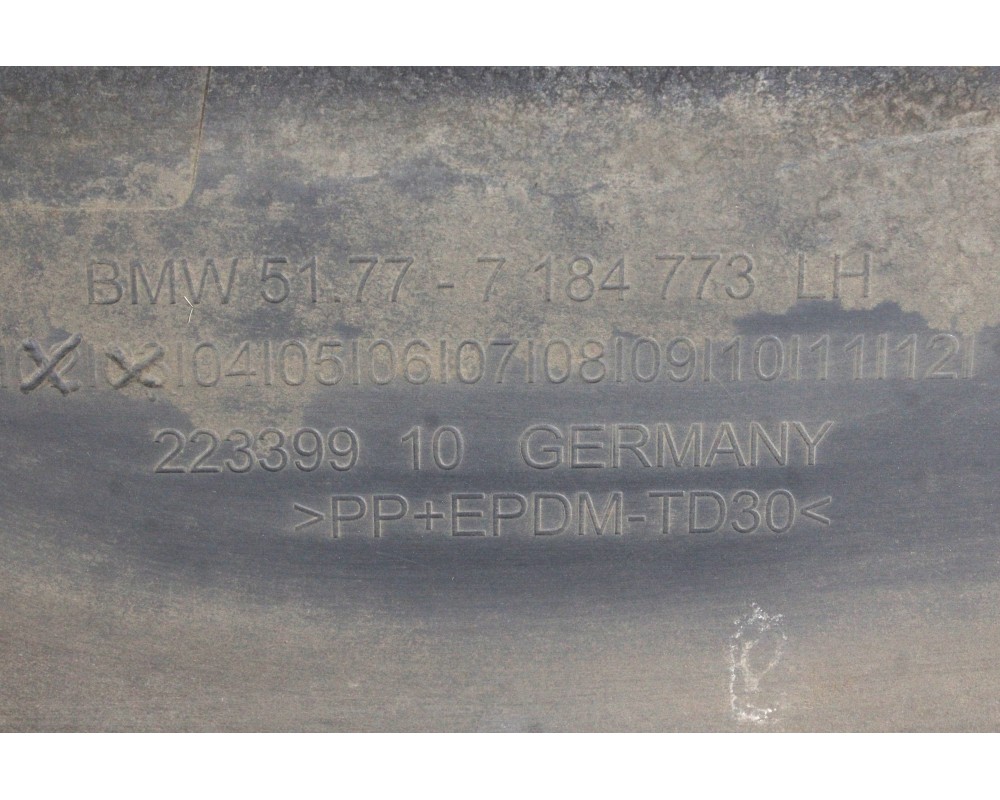 BMW 51.77 - 7 184 773 LH
|04|05|06|07|08|09|10|11|12|
223399 10 GERMANY
>PP+EPDM-TD30<